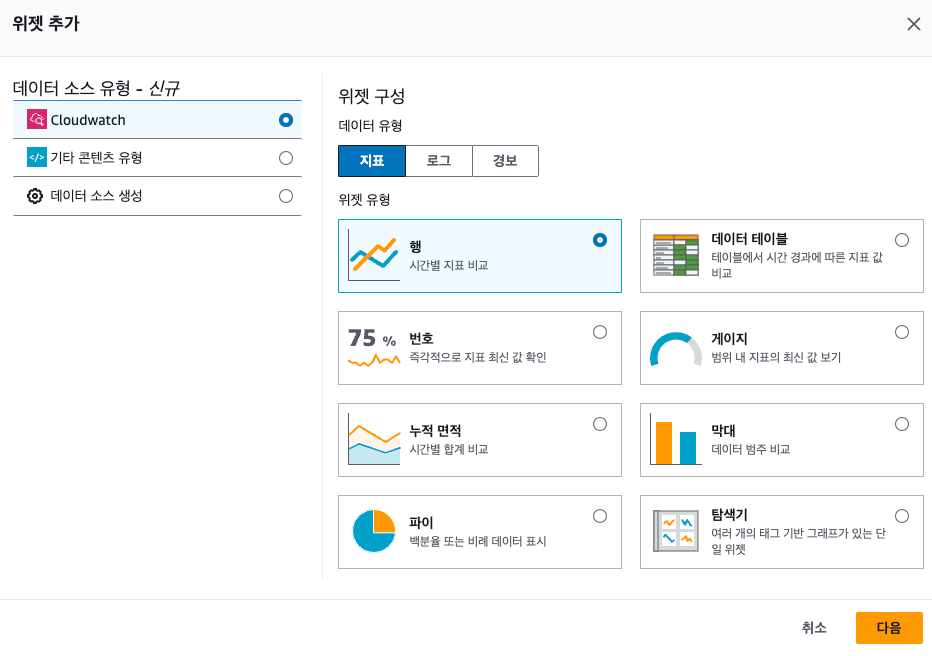 위젯 추가
데이터 소스 유형 - 신규
Cloudwatch
기타 콘텐츠 유형
데이터 소스 생성
위젯 구성
데이터 유형
지표
로그
경보
위젯 유형
행
시간별 지표 비교
데이터 테이블
테이블에서 시간 경과에 따른 지표 값
비교
75 %
번호
즉각적으로 지표 최신 값 확인
게이지
범위 내 지표의 최신 값 보기
누적 면적
시간별 합계 비교
막대
데이터 범주 비교
파이
백분율 또는 비례 데이터 표시
탐색기
여러 개의 태그 기반 그래프가 있는 단
일 위젯
취소
다음